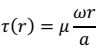 τ(r) = μ ωr/a